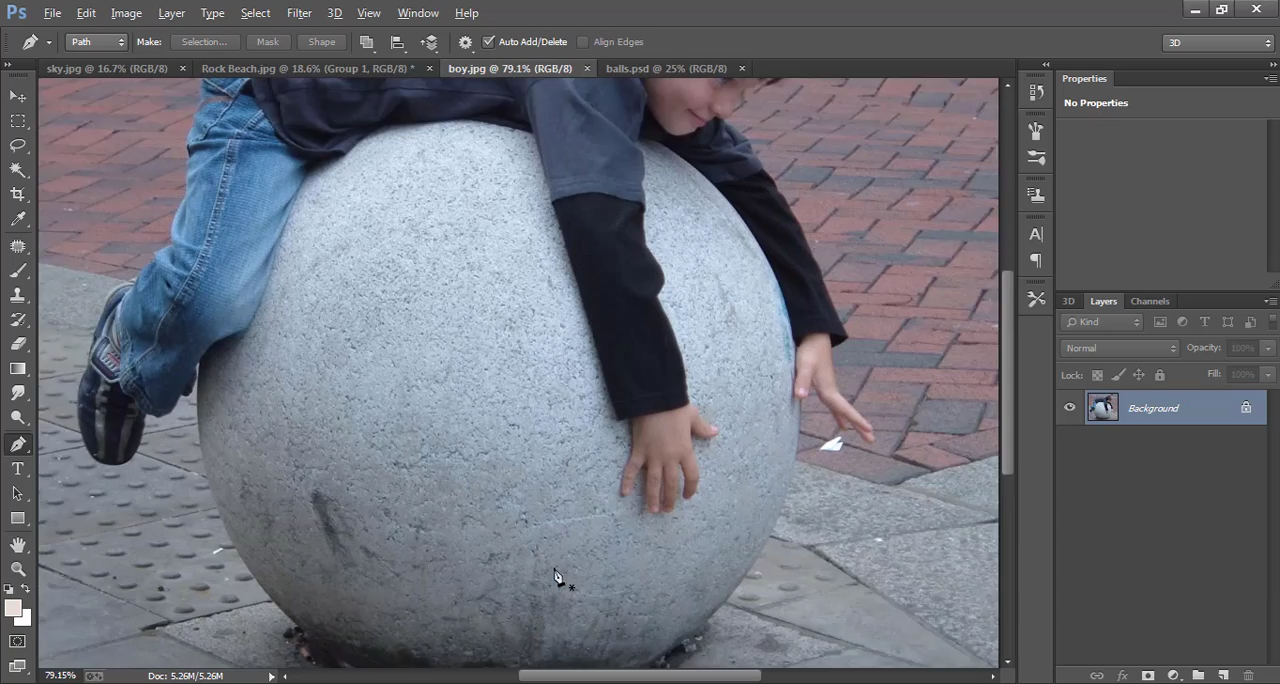 Ps File Edit Image Layer Type Select Filter 3D View Window Help
Path Make: Selection... Mask Shape Auto Add/Delete Align Edges 3D
sky.jpg @ 16.7% (RGB/8) × Rock Beach.jpg @ 18.6% (Group 1, RGB/8) * × boy.jpg @ 79.1% (RGB/8) × balls.psd @ 25% (RGB/8) ×
Properties
No Properties
3D Layers Channels
Kind
Normal Opacity: 100%
Lock: Fill: 100%
Background
79.15% Doc: 5.26M/5.26M